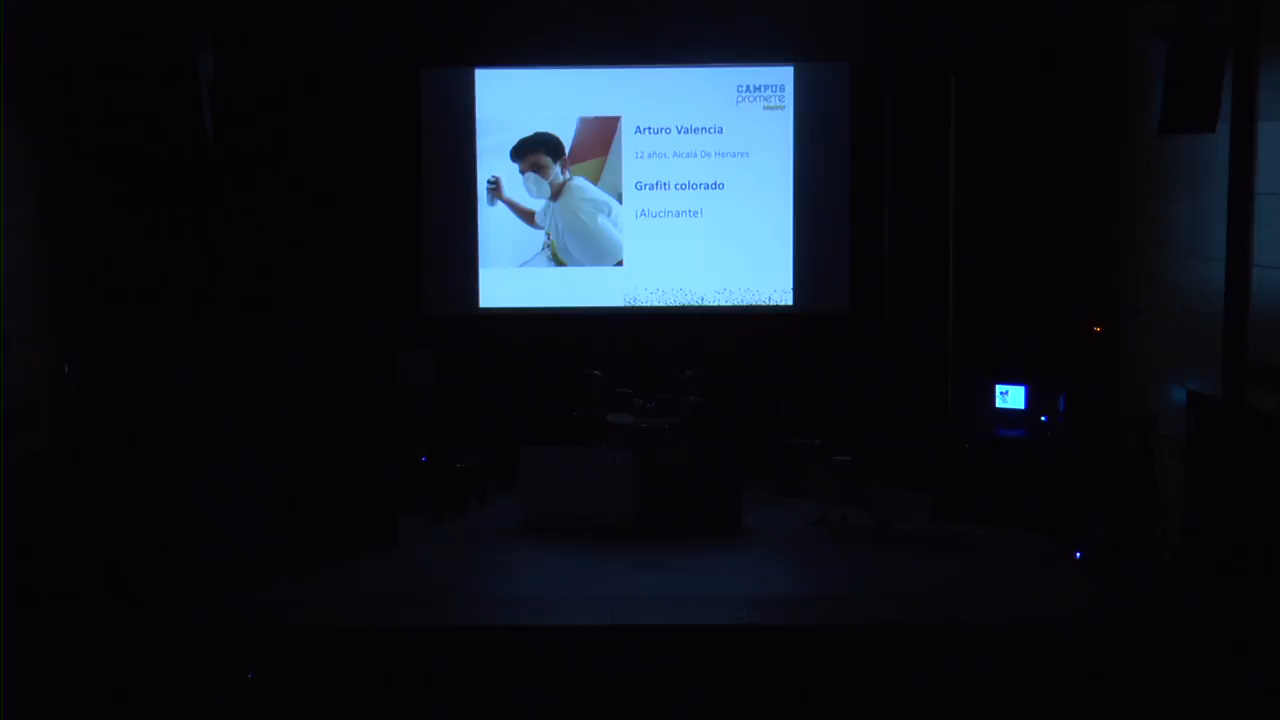 CAMPUS
promete
Madrid
Arturo Valencia
12 años, Alcalá De Henares
Grafiti colorado
¡Alucinante!